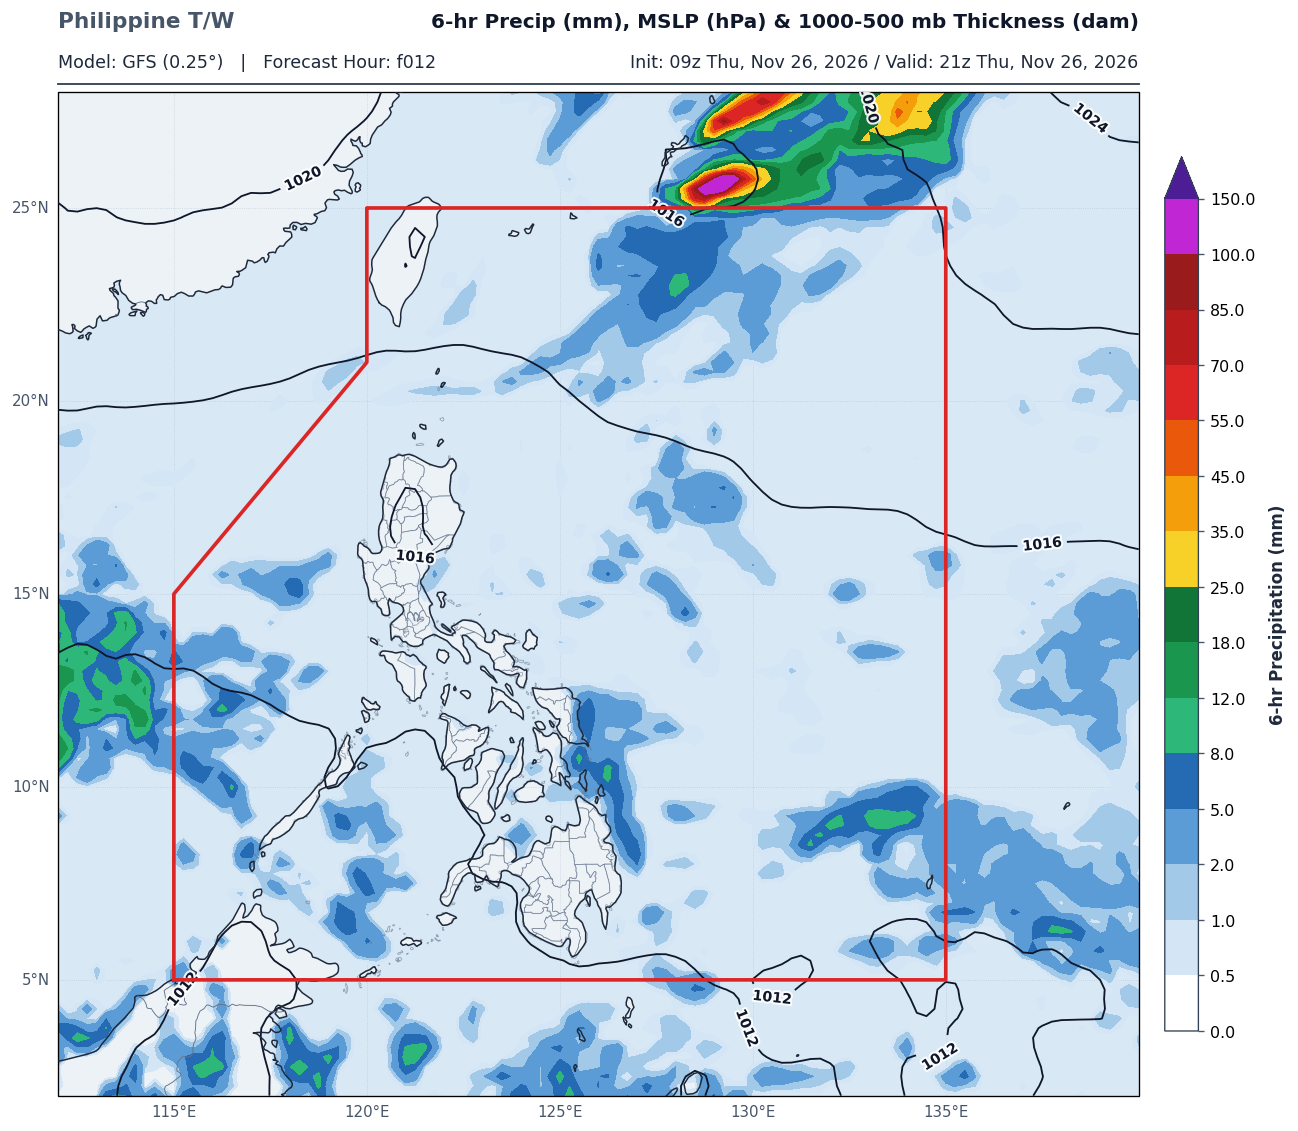 Philippine T/W
6-hr Precip (mm), MSLP (hPa) & 1000-500 mb Thickness (dam)
Model: GFS (0.25°)   |   Forecast Hour: f012
Init: 09z Thu, Nov 26, 2026 / Valid: 21z Thu, Nov 26, 2026
1020
1020
1024
1016
1016
1016
1012
1012
1012
1012
25°N
20°N
15°N
10°N
5°N
115°E
120°E
125°E
130°E
135°E
150.0
100.0
85.0
70.0
55.0
45.0
35.0
25.0
18.0
12.0
8.0
5.0
2.0
1.0
0.5
0.0
6-hr Precipitation (mm)